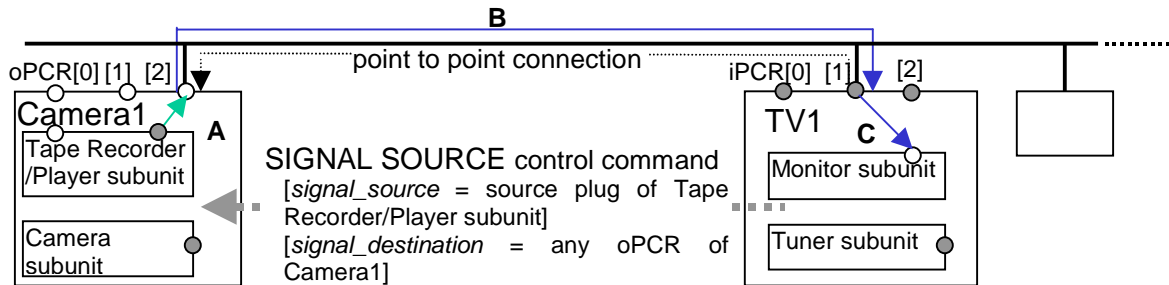 B
point to point connection
oPCR[0] [1] [2]
iPCR[0] [1] [2]
Camera1
A
TV1
C
Tape Recorder
/Player subunit
SIGNAL SOURCE control command
[signal_source = source plug of Tape
Recorder/Player subunit]
[signal_destination = any oPCR of
Camera1]
Monitor subunit
Camera
subunit
Tuner subunit